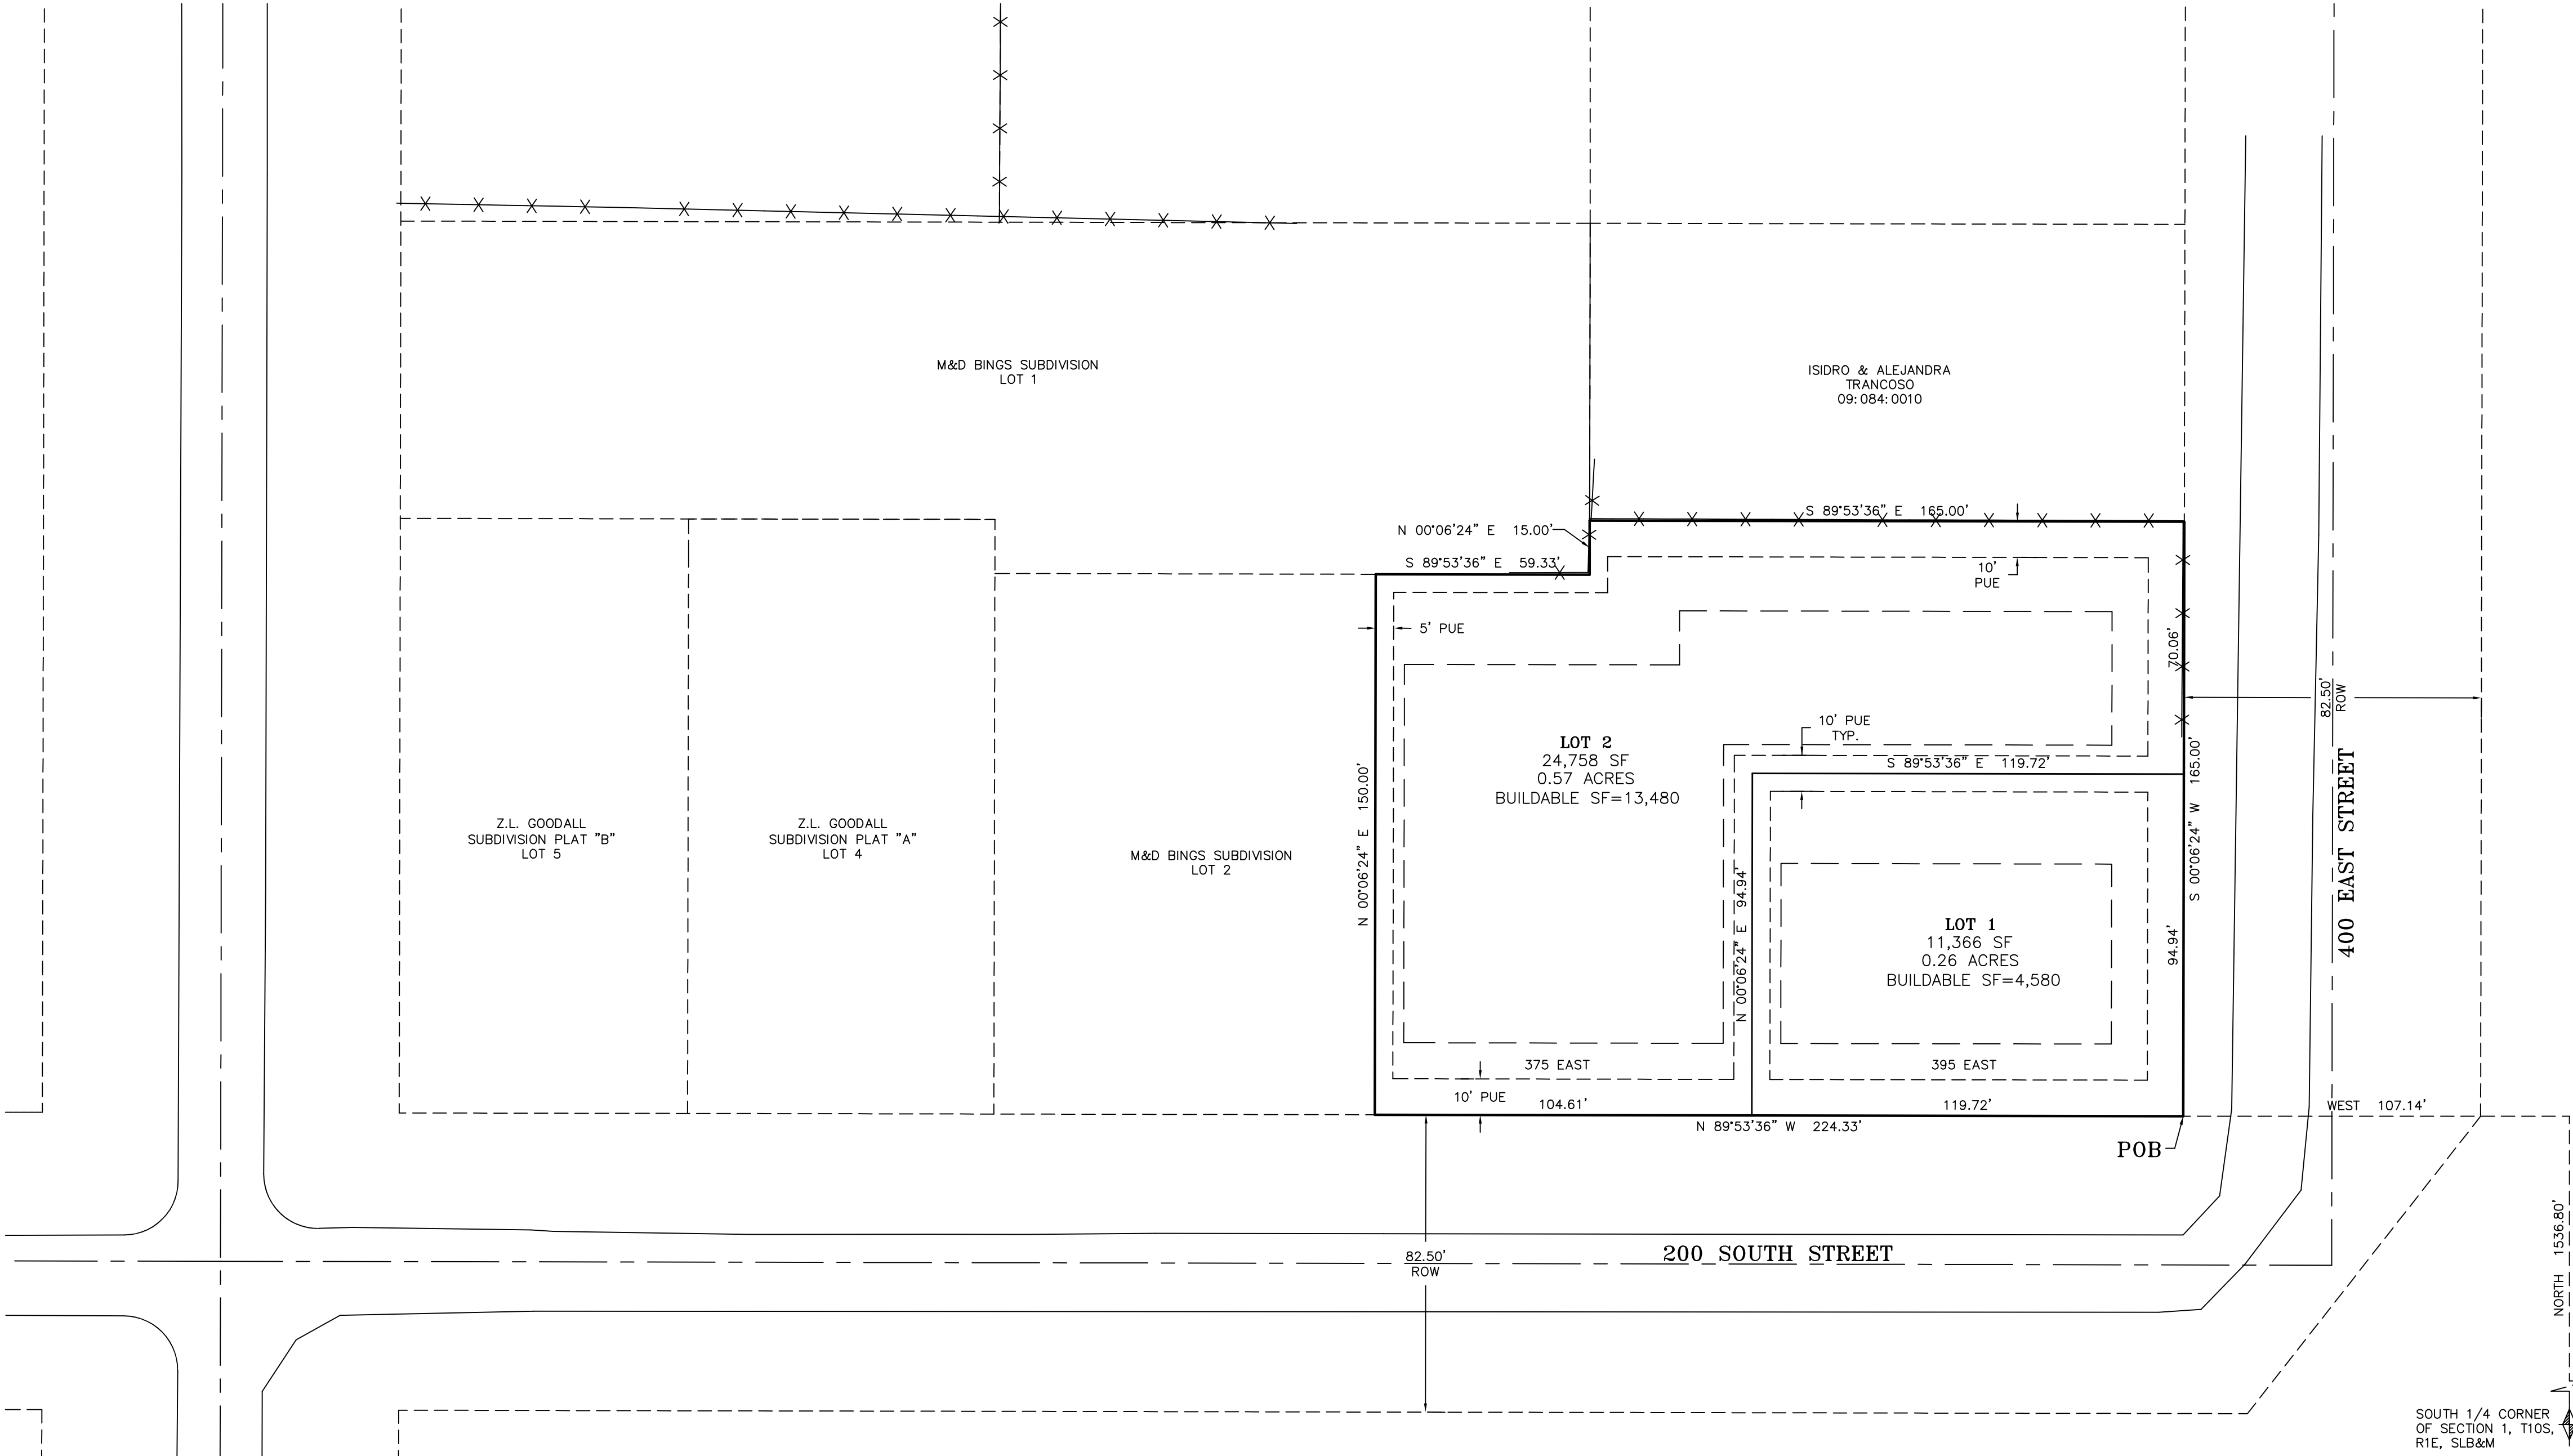 M&D BINGS SUBDIVISION
LOT 1
ISIDRO & ALEJANDRA
TRANCOSO
09:084:0010
S 89°53'36" E 165.00'
N 00°06'24" E 15.00'
S 89°53'36" E 59.33'
10'
PUE
5' PUE
70.06'
82.50'
ROW
10' PUE
TYP.
LOT 2
24,758 SF
0.57 ACRES
BUILDABLE SF=13,480
S 89°53'36" E 119.72'
N 00°06'24" E 150.00'
S 00°06'24" W 165.00'
400 EAST STREET
Z.L. GOODALL
SUBDIVISION PLAT "B"
LOT 5
Z.L. GOODALL
SUBDIVISION PLAT "A"
LOT 4
M&D BINGS SUBDIVISION
LOT 2
N 00°06'24" E 94.94'
LOT 1
11,366 SF
0.26 ACRES
BUILDABLE SF=4,580
94.94'
375 EAST
395 EAST
10' PUE
104.61'
119.72'
WEST 107.14'
N 89°53'36" W 224.33'
POB
82.50'
ROW
200 SOUTH STREET
NORTH 1536.80'
SOUTH 1/4 CORNER
OF SECTION 1, T10S,
R1E, SLB&M